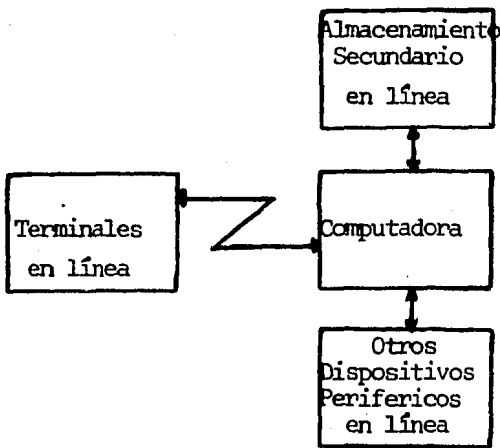 Almacenamiento
Secundario
en línea
Terminales
en línea
Computadora
Otros
Dispositivos
Perifericos
en línea